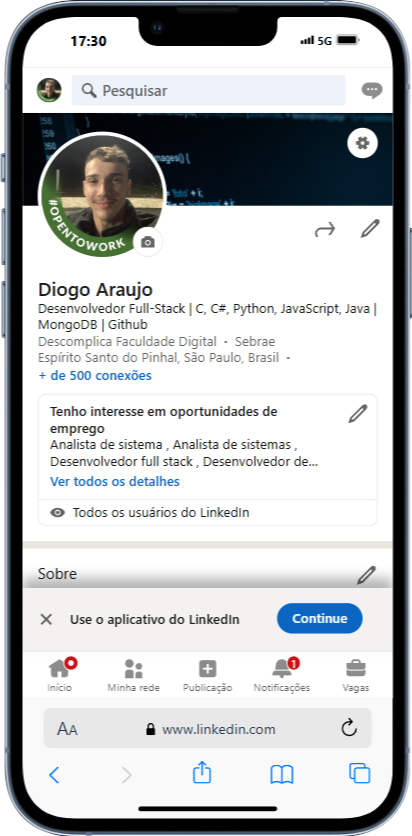 17:30
5G
Pesquisar
#OPENTOWORK
Diogo Araujo
Desenvolvedor Full-Stack | C, C#, Python, JavaScript, Java |
MongoDB | Github
Descomplica Faculdade Digital • Sebrae
Espírito Santo do Pinhal, São Paulo, Brasil •
+ de 500 conexões
Tenho interesse em oportunidades de
emprego
Analista de sistema , Analista de sistemas ,
Desenvolvedor full stack , Desenvolvedor de...
Ver todos os detalhes
Todos os usuários do LinkedIn
Sobre
Use o aplicativo do LinkedIn
Continue
1
Início
Minha rede
Publicação
Notificações
Vagas
AA
www.linkedin.com